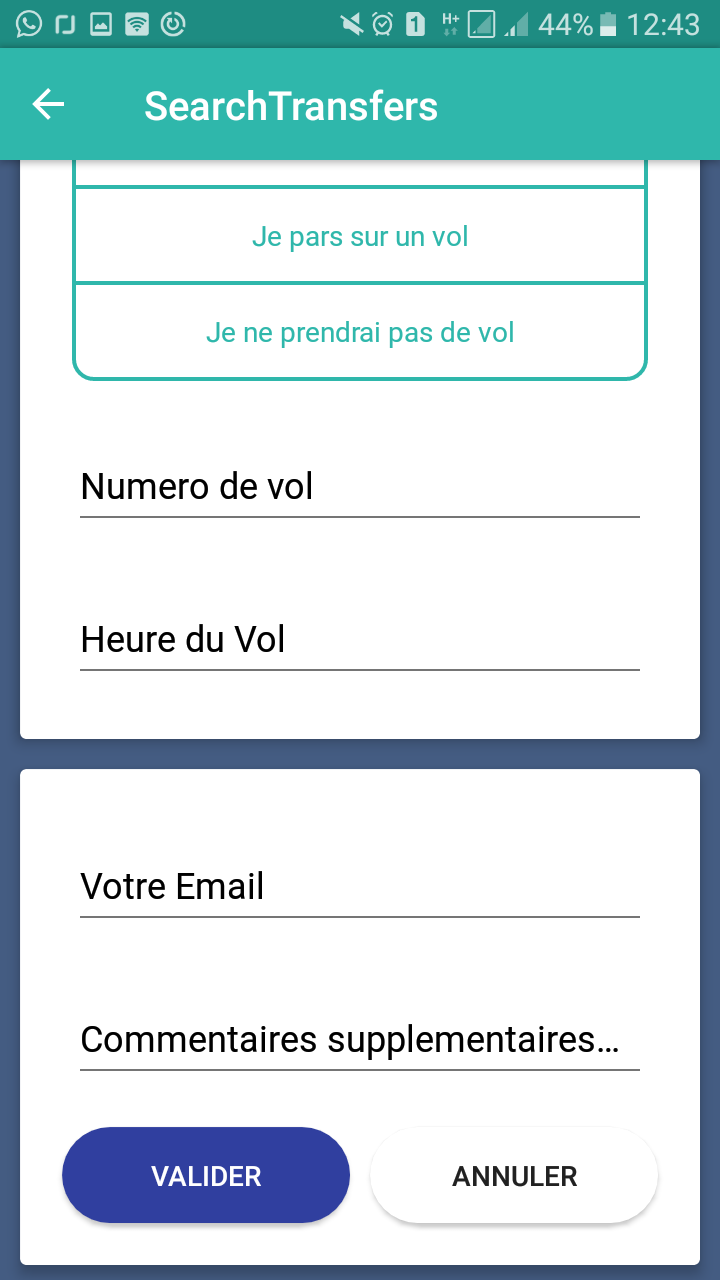 1 H+ 44% 12:43
SearchTransfers
Je pars sur un vol
Je ne prendrai pas de vol
Numero de vol
Heure du Vol
Votre Email
Commentaires supplementaires…
VALIDER ANNULER